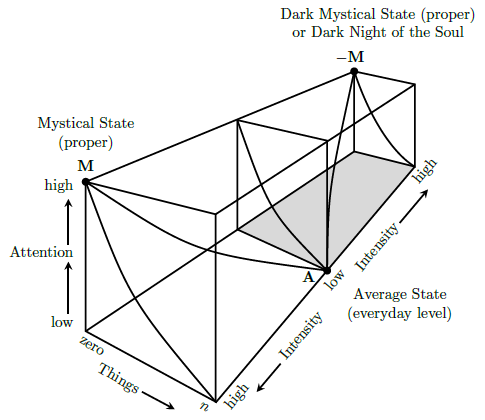 Dark Mystical State (proper)
or Dark Night of the Soul
−M
Mystical State
(proper)
M
high
Attention
low
zero
Things
n
high
Intensity
low
A
Intensity
high
Average State
(everyday level)